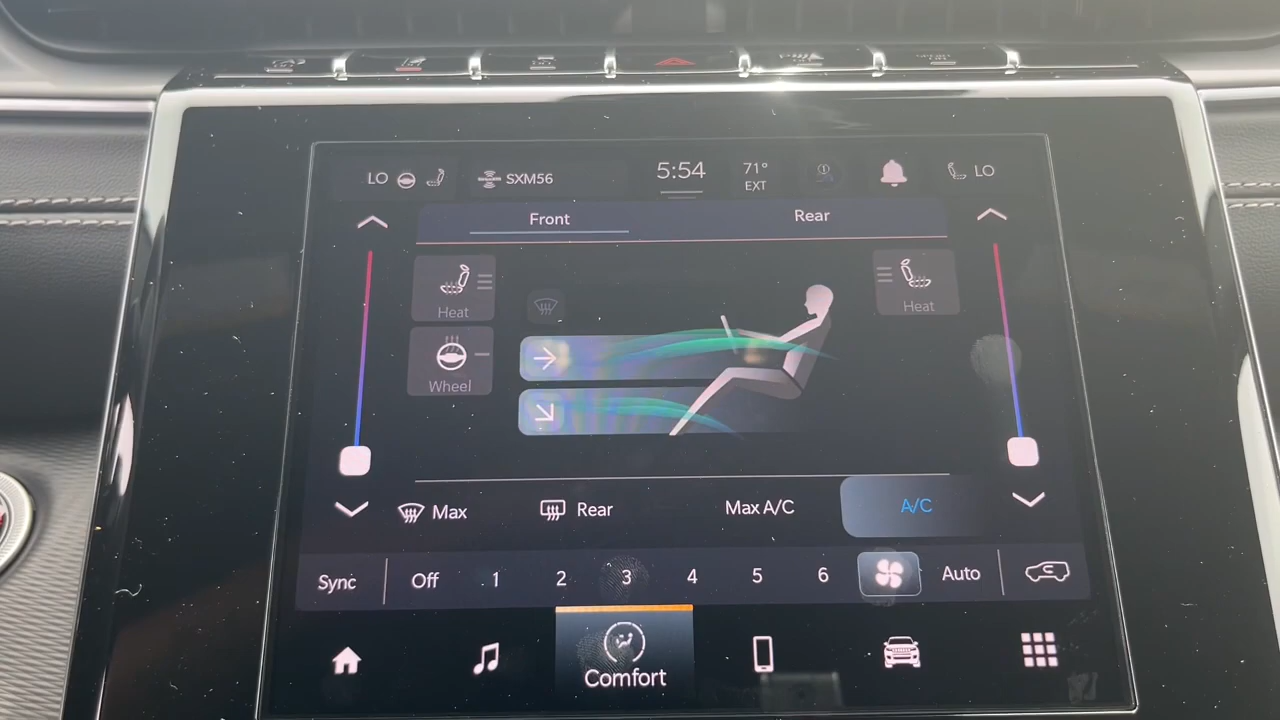 LO SXM56 5:54 71° EXT LO
Front Rear
Heat Heat
Wheel
Max Rear Max A/C A/C
Sync Off 1 2 3 4 5 6 Auto
Comfort